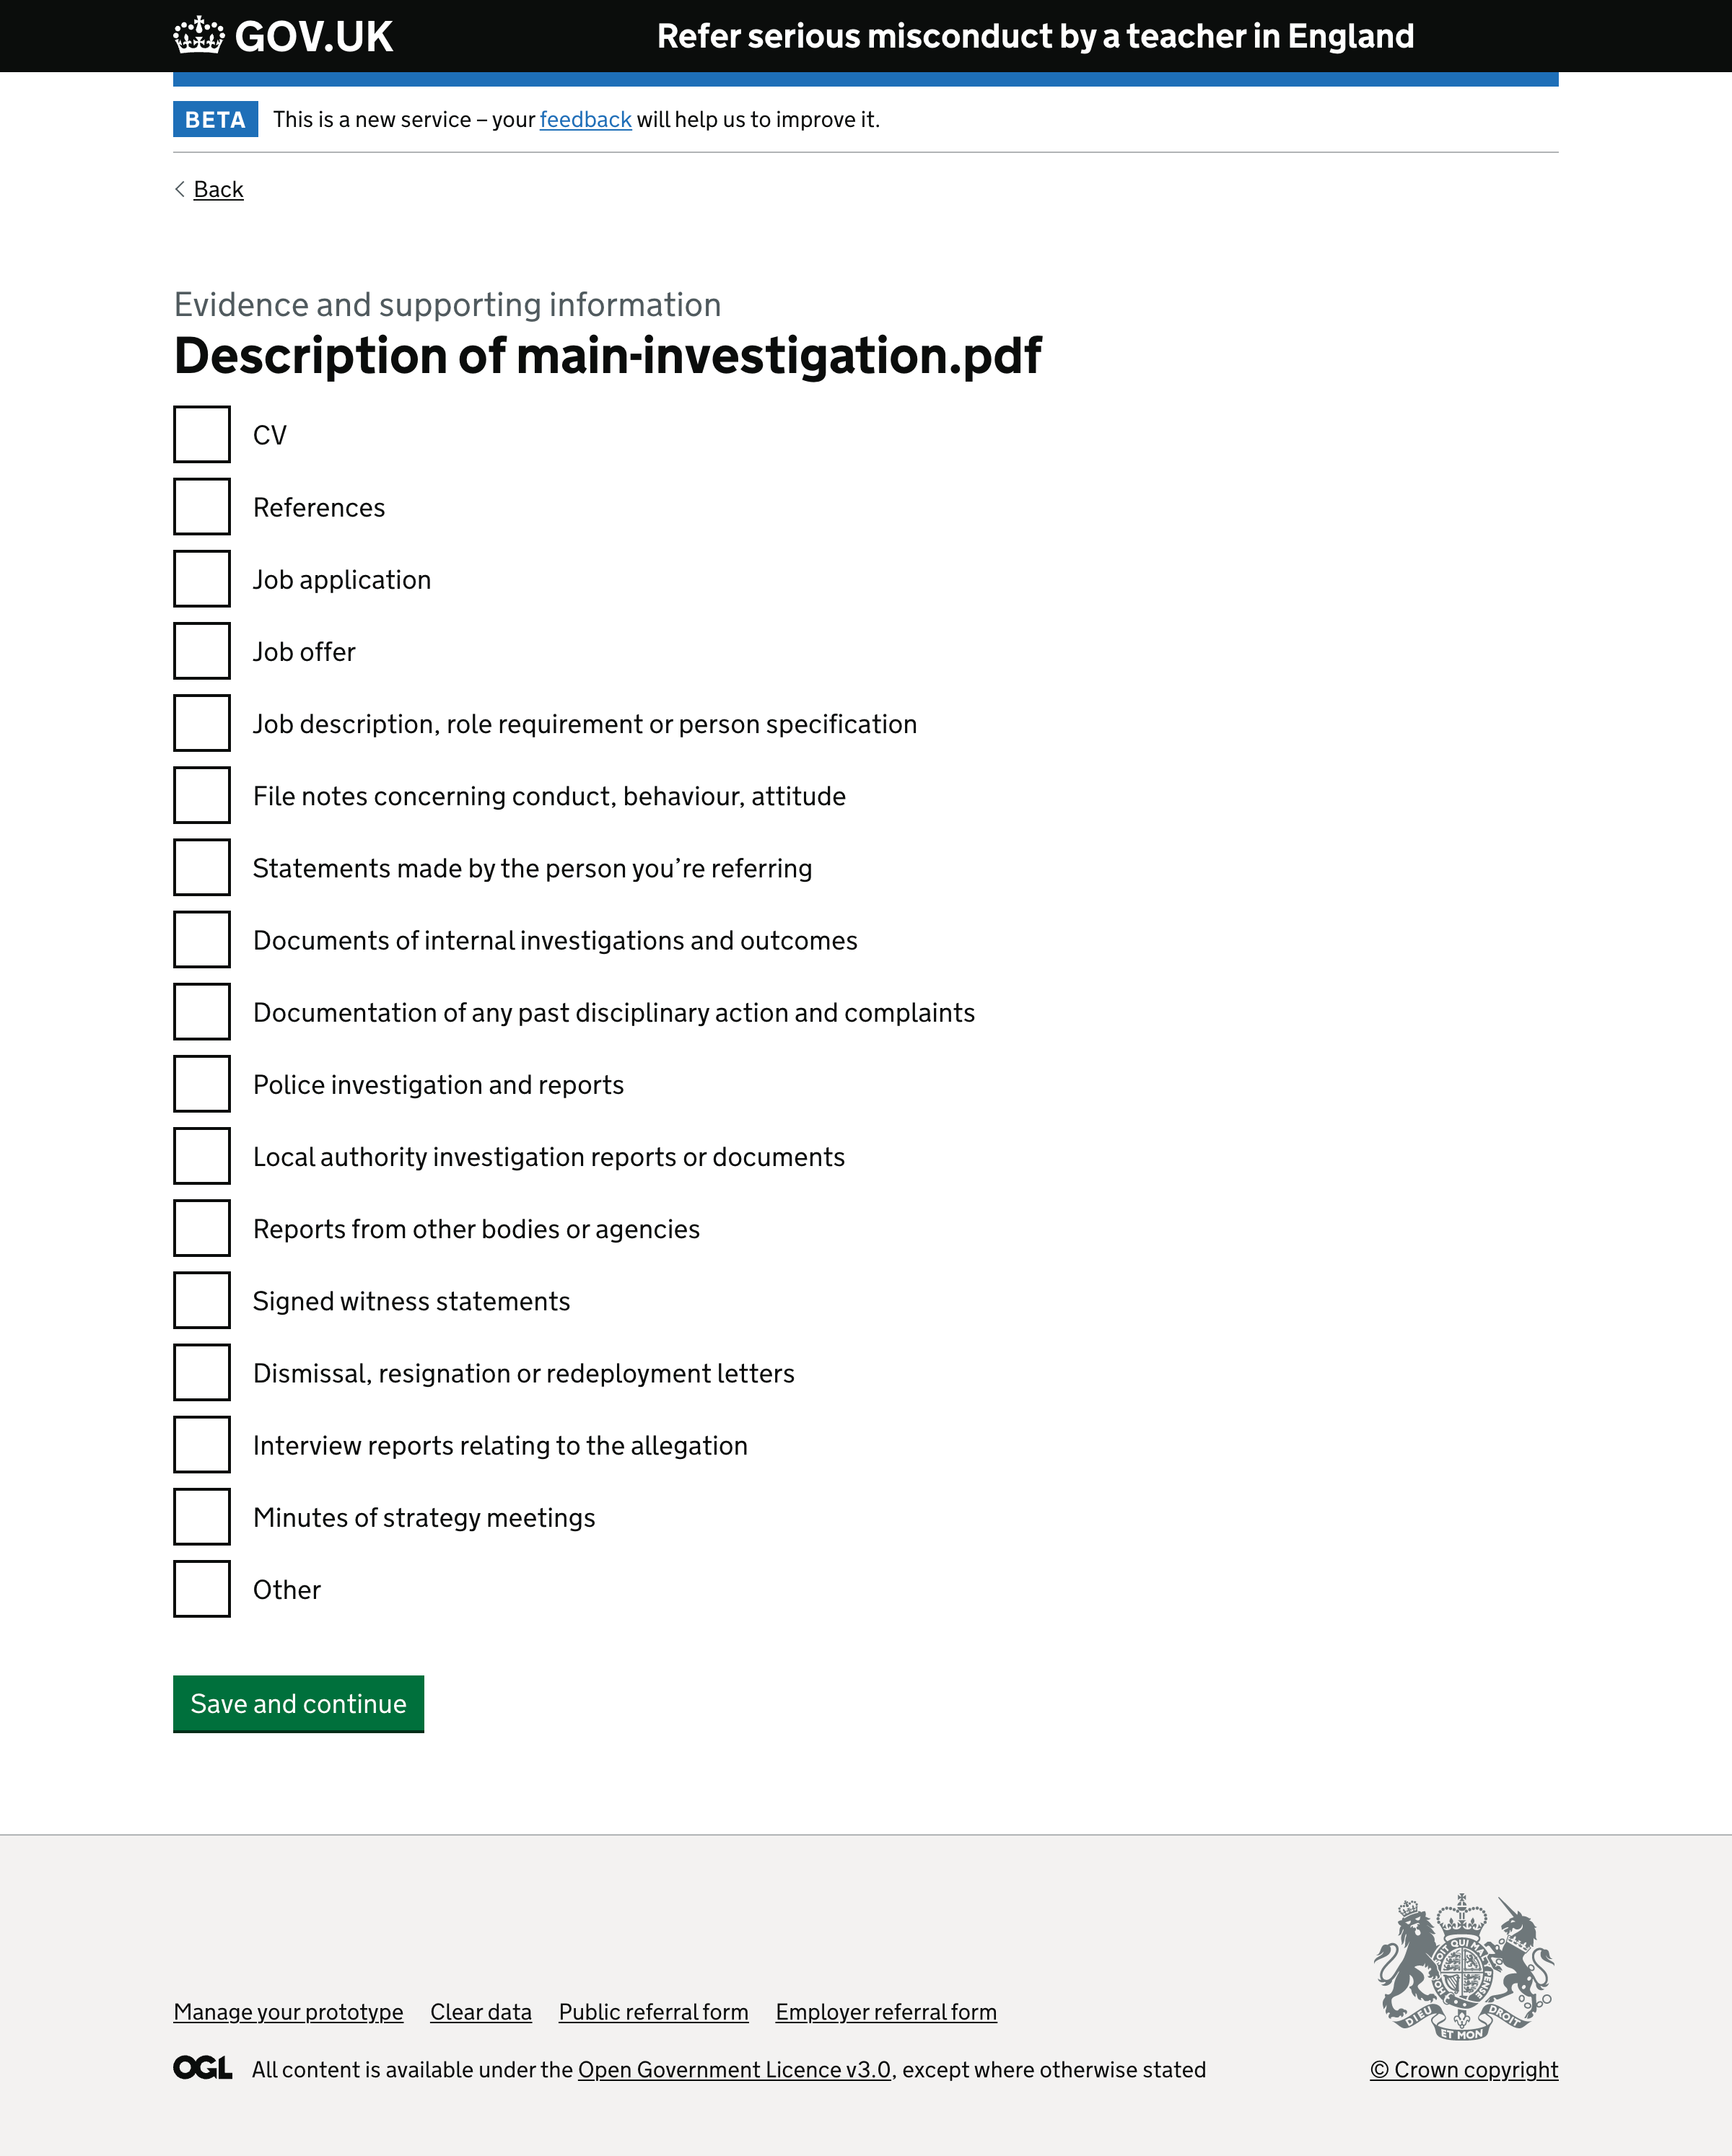 GOV.UK
Refer serious misconduct by a teacher in England
BETA This is a new service – your feedback will help us to improve it.
Back
Evidence and supporting information
Description of main-investigation.pdf
CV
References
Job application
Job offer
Job description, role requirement or person specification
File notes concerning conduct, behaviour, attitude
Statements made by the person you’re referring
Documents of internal investigations and outcomes
Documentation of any past disciplinary action and complaints
Police investigation and reports
Local authority investigation reports or documents
Reports from other bodies or agencies
Signed witness statements
Dismissal, resignation or redeployment letters
Interview reports relating to the allegation
Minutes of strategy meetings
Other
Save and continue
Manage your prototype Clear data Public referral form Employer referral form
DIEU ET MON DROIT
OGL All content is available under the Open Government Licence v3.0, except where otherwise stated
© Crown copyright